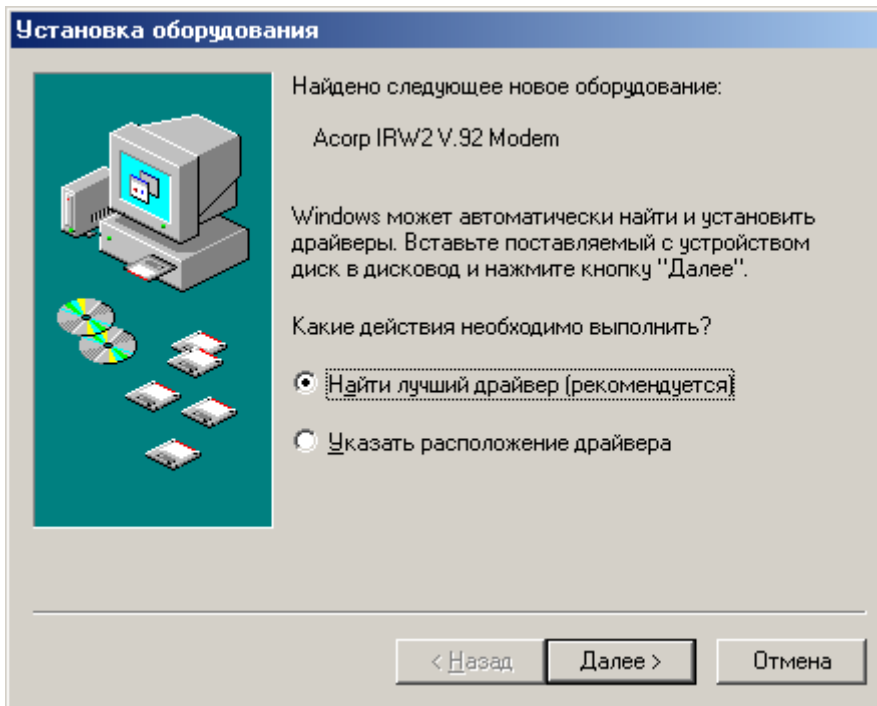 Установка оборудования
Найдено следующее новое оборудование:
Acorp IRW2 V.92 Modem
Windows может автоматически найти и установить
драйверы. Вставьте поставляемый с устройством
диск в дисковод и нажмите кнопку "Далее".
Какие действия необходимо выполнить?
Найти лучший драйвер (рекомендуется)
Указать расположение драйвера
< Назад
Далее >
Отмена